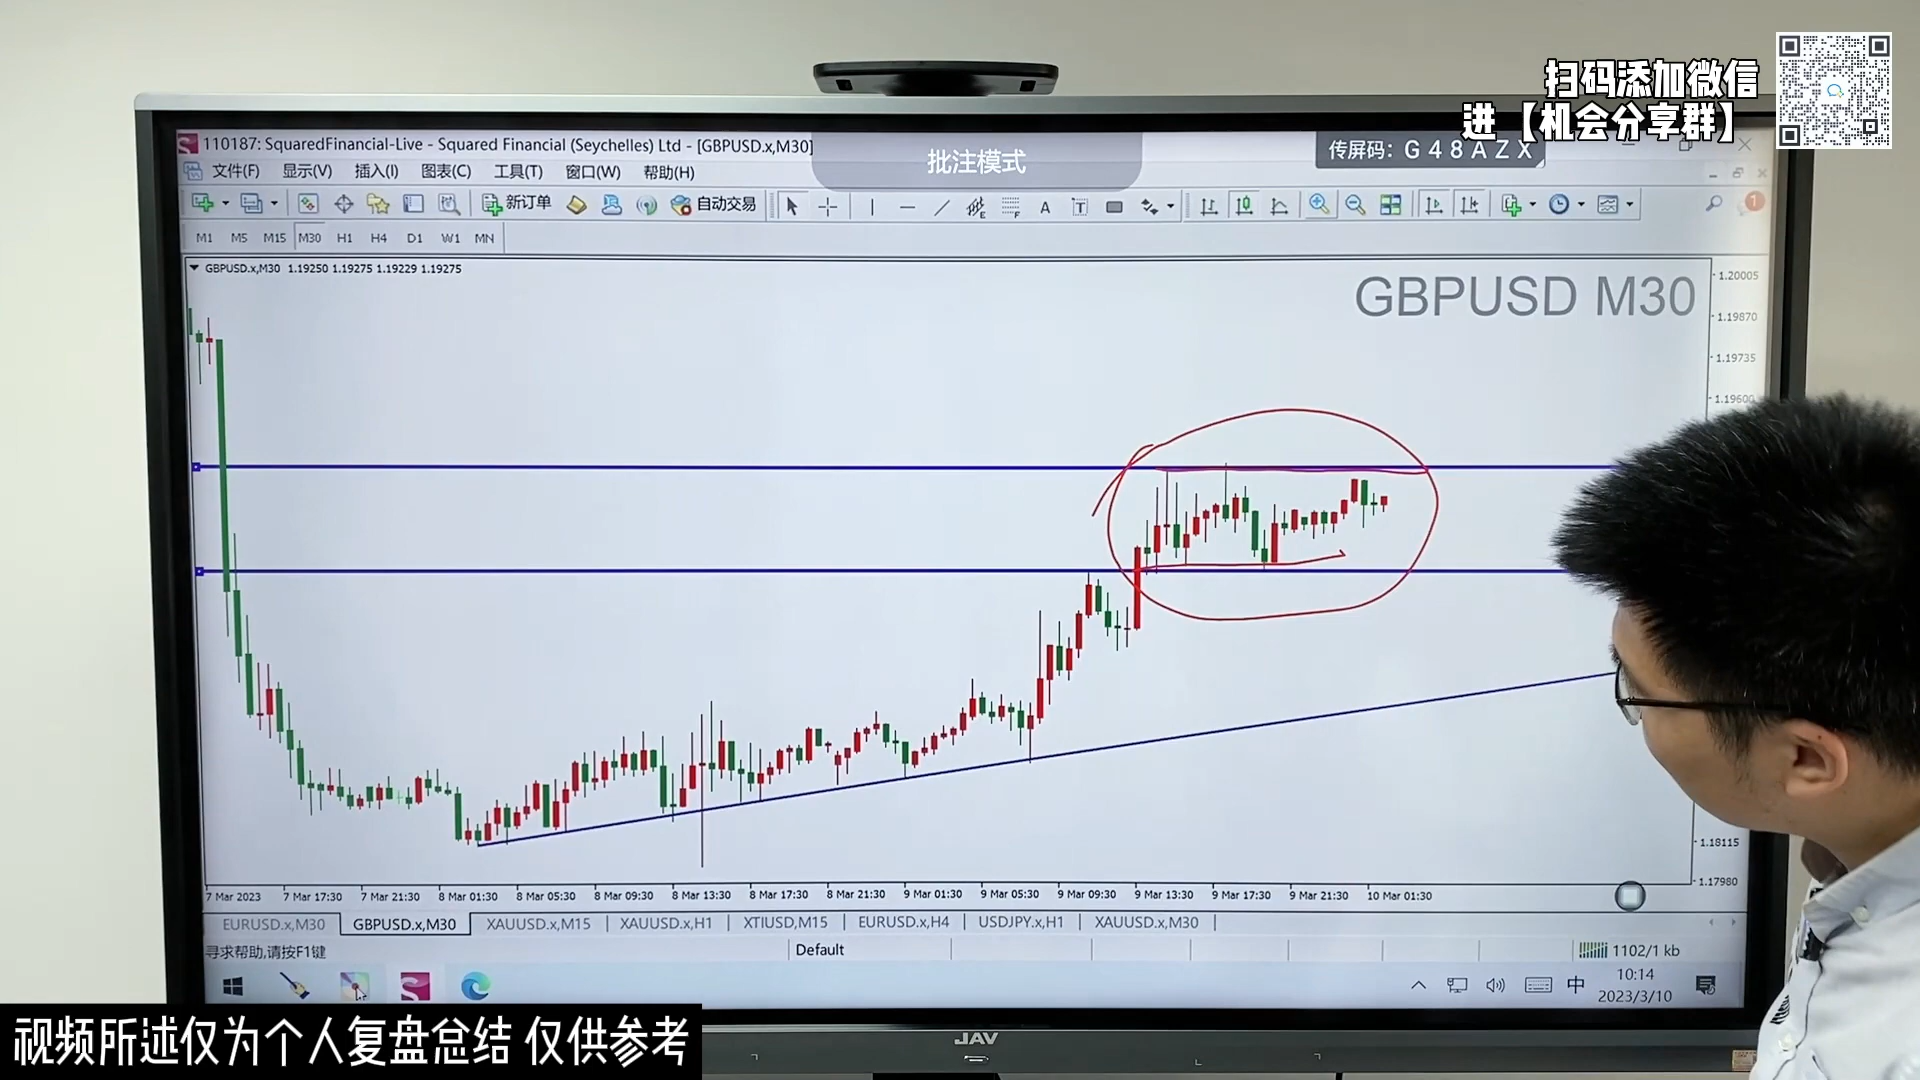 扫码添加微信
进【机会分享群】
110187: SquaredFinancial-Live - Squared Financial (Seychelles) Ltd - [GBPUSD.x,M30]
批注模式
传屏码: G48AZX
文件(F) 显示(V) 插入(I) 图表(C) 工具(T) 窗口(W) 帮助(H)
新订单 自动交易
1
M1 M5 M15 M30 H1 H4 D1 W1 MN
GBPUSD.x,M30 1.19250 1.19275 1.19229 1.19275
GBPUSD M30
1.20005
1.19870
1.19735
1.19600
1.18115
1.17980
7 Mar 2023 7 Mar 17:30 7 Mar 21:30 8 Mar 01:30 8 Mar 05:30 8 Mar 09:30 8 Mar 13:30 8 Mar 17:30 8 Mar 21:30 9 Mar 01:30 9 Mar 05:30 9 Mar 09:30 9 Mar 13:30 9 Mar 17:30 9 Mar 21:30 10 Mar 01:30
EURUSD.x,M30 GBPUSD.x,M30 XAUUSD.x,M15 XAUUSD.x,H1 XTIUSD,M15 EURUSD.x,H4 USDJPY.x,H1 XAUUSD.x,M30
寻求帮助,请按F1键 Default 1102/1 kb
中 10:14
2023/3/10
视频所述仅为个人复盘总结 仅供参考
JAV